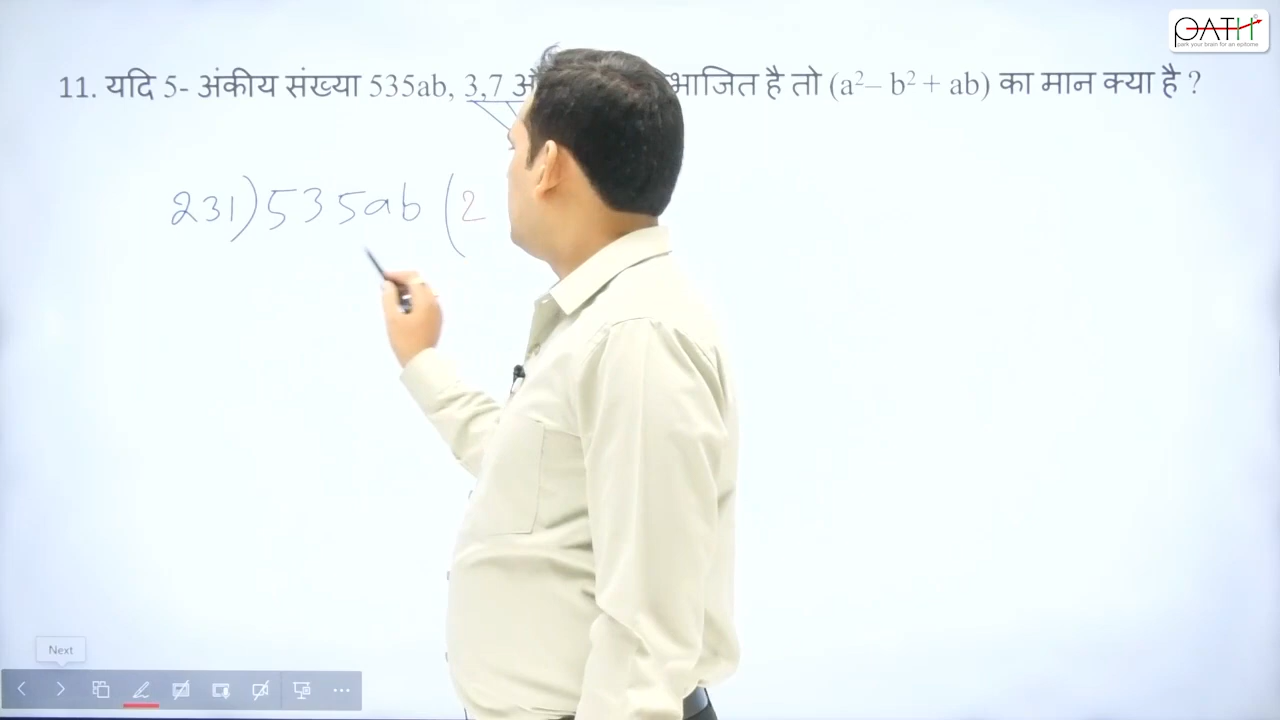 PATH
park your brain for an epitome
11. यदि 5- अंकीय संख्या 535ab, 3,7 भाजित है तो (a²– b² + ab) का मान क्या है ?
231)535ab(2
Next